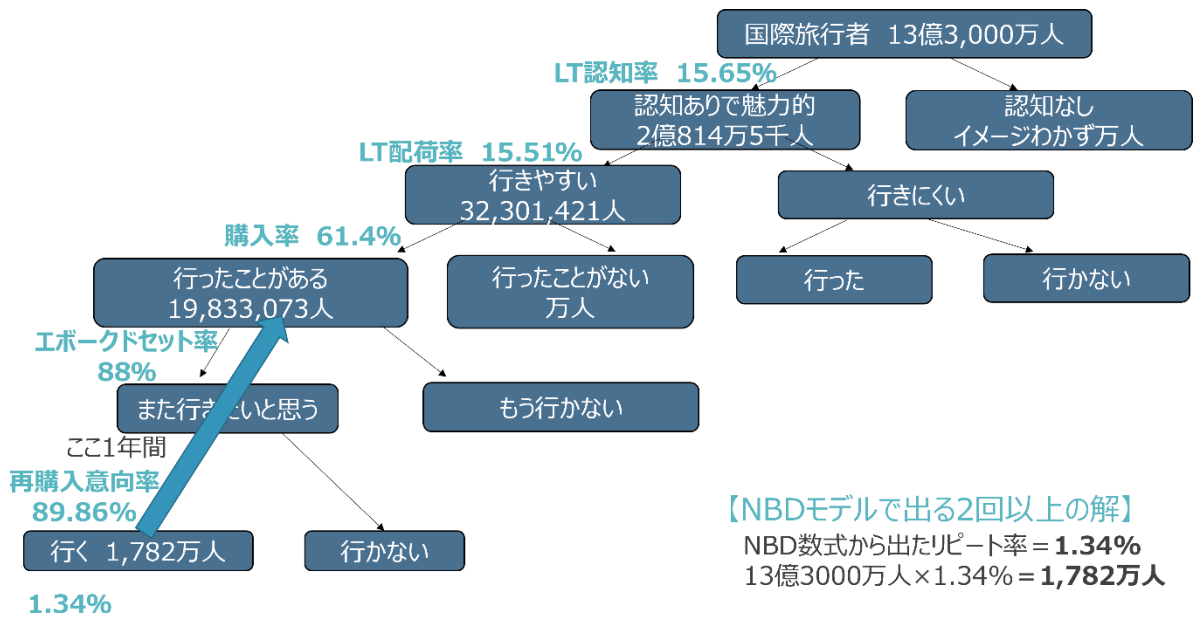 国際旅行者 13億3,000万人
LT認知率 15.65%
認知ありで魅力的
2億814万5千人
認知なし
イメージわかず万人
LT配荷率 15.51%
行きやすい
32,301,421人
行きにくい
購入率 61.4%
行ったことがある
19,833,073人
行ったことがない
万人
行った
行かない
エボークドセット率
88%
また行きたいと思う
もう行かない
ここ1年間
再購入意向率
89.86%
行く 1,782万人
行かない
1.34%
【NBDモデルで出る2回以上の解】
NBD数式から出たリピート率＝1.34%
13億3000万人×1.34%＝1,782万人